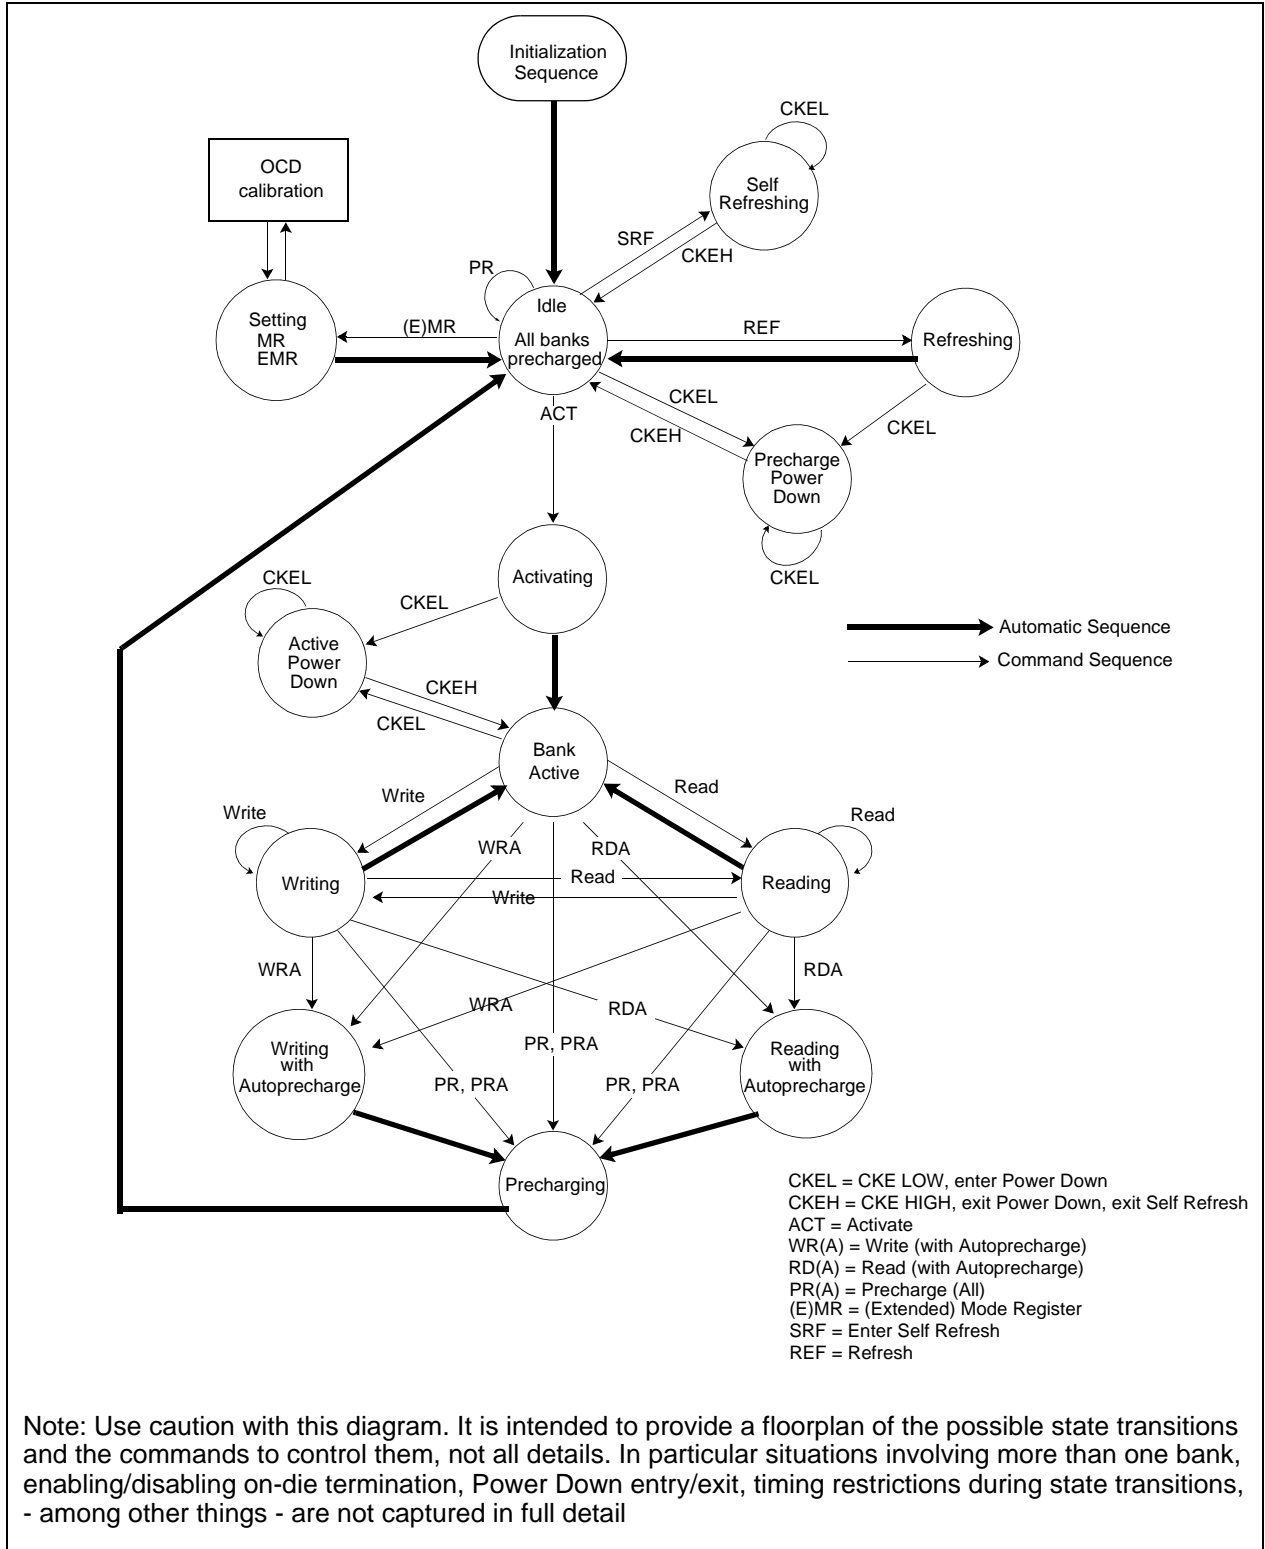 Initialization
Sequence
CKEL
OCD
calibration
Self
Refreshing
SRF
CKEH
PR
Idle
Setting
MR
EMR
(E)MR
All banks
precharged
REF
Refreshing
CKEL
ACT
CKEH
CKEL
Precharge
Power
Down
CKEL
CKEL
Activating
CKEL
Active
Power
Down
Automatic Sequence
Command Sequence
CKEH
CKEL
Bank
Active
Write
Read
Write
Read
WRA
RDA
Writing
Read
Reading
Write
WRA
RDA
WRA
RDA
PR, PRA
Writing
with
Autoprecharge
Reading
with
Autoprecharge
PR, PRA
PR, PRA
Precharging
CKEL = CKE LOW, enter Power Down
CKEH = CKE HIGH, exit Power Down, exit Self Refresh
ACT = Activate
WR(A) = Write (with Autoprecharge)
RD(A) = Read (with Autoprecharge)
PR(A) = Precharge (All)
(E)MR = (Extended) Mode Register
SRF = Enter Self Refresh
REF = Refresh
Note: Use caution with this diagram. It is intended to provide a floorplan of the possible state transitions
and the commands to control them, not all details. In particular situations involving more than one bank,
enabling/disabling on-die termination, Power Down entry/exit, timing restrictions during state transitions,
- among other things - are not captured in full detail